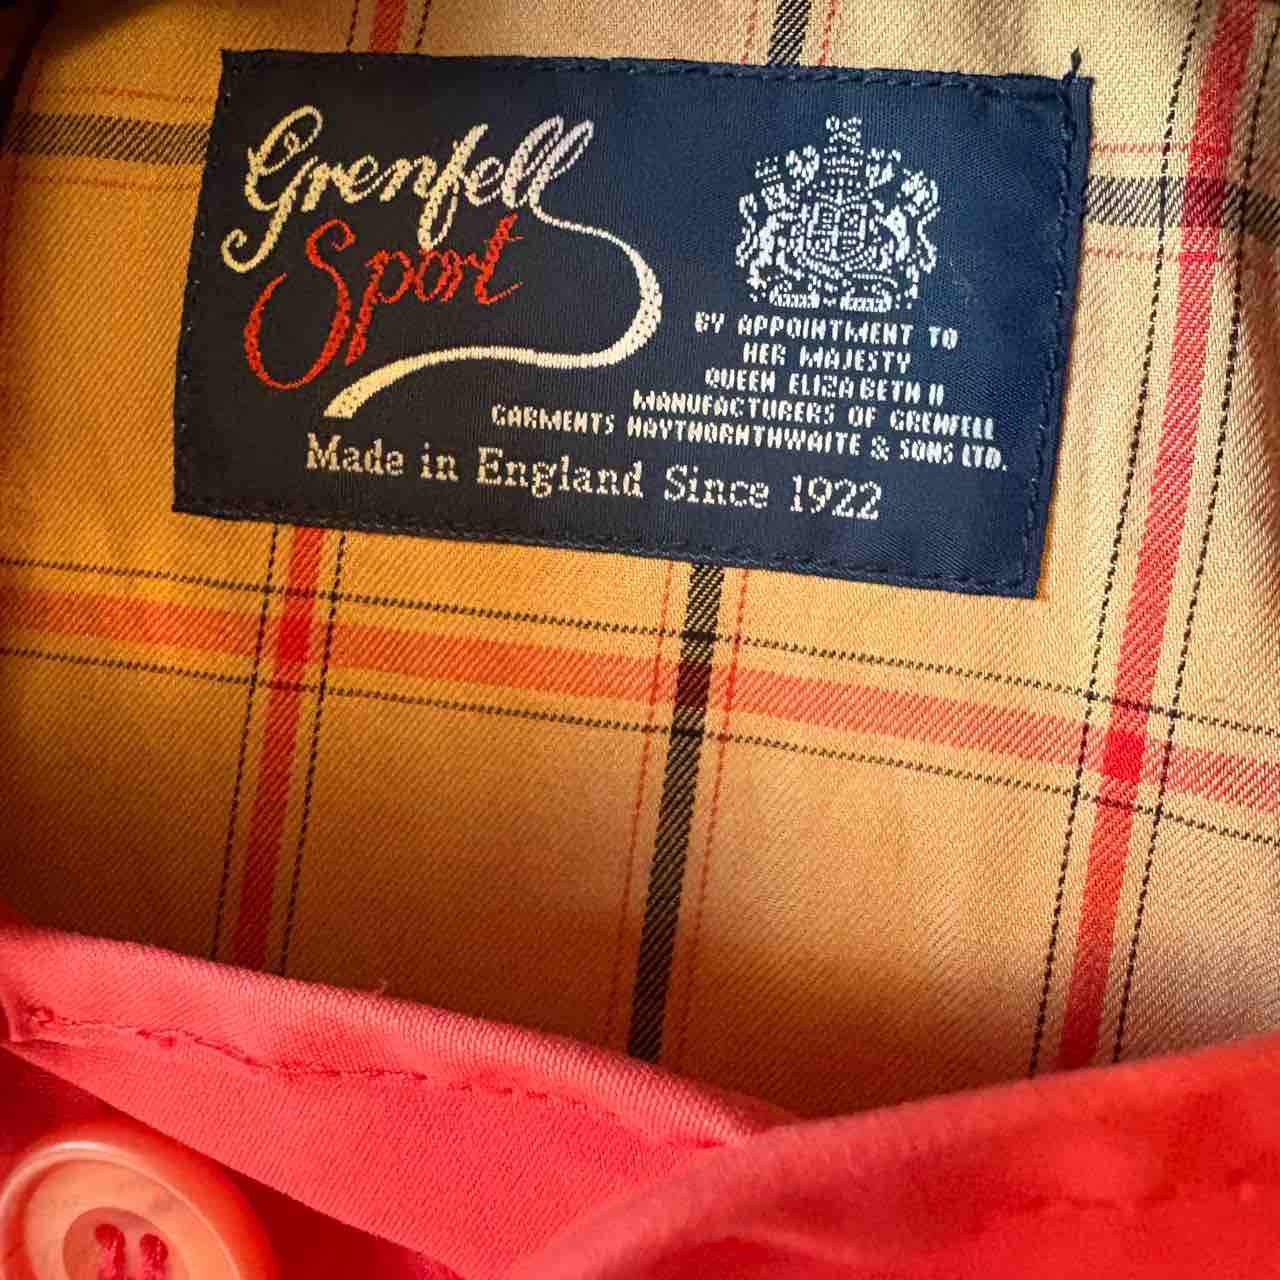 Grenfell
Sport
BY APPOINTMENT TO
HER MAJESTY
QUEEN ELIZABETH II
MANUFACTURERS OF GRENFELL
GARMENTS HAYTHORNTHWAITE & SONS LTD.
Made in England Since 1922